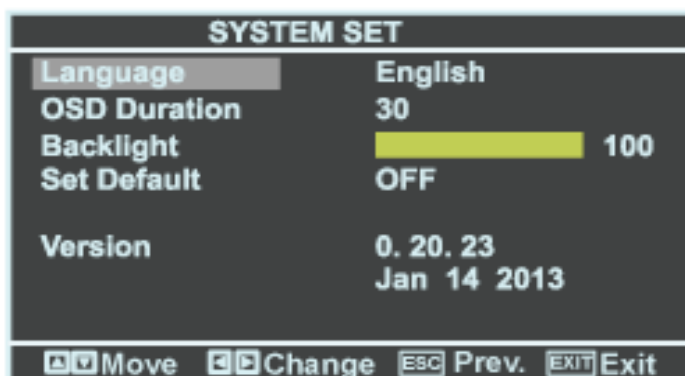 SYSTEM SET
Language English
OSD Duration 30
Backlight 100
Set Default OFF
Version 0. 20. 23
Jan 14 2013
Move Change ESC Prev. EXIT Exit